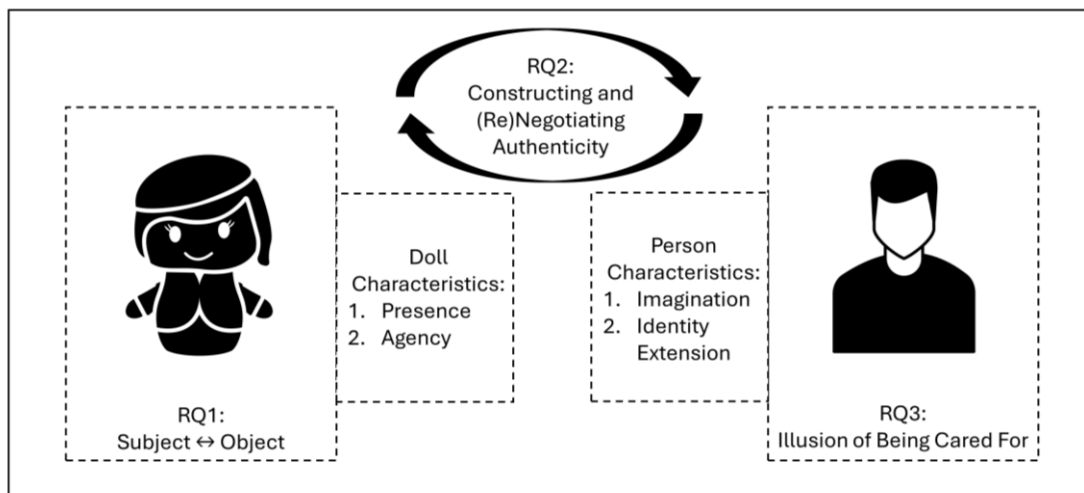 RQ2:
Constructing and
(Re)Negotiating
Authenticity
Doll
Characteristics:
1. Presence
2. Agency
Person
Characteristics:
1. Imagination
2. Identity
Extension
RQ1:
Subject ↔ Object
RQ3:
Illusion of Being Cared For